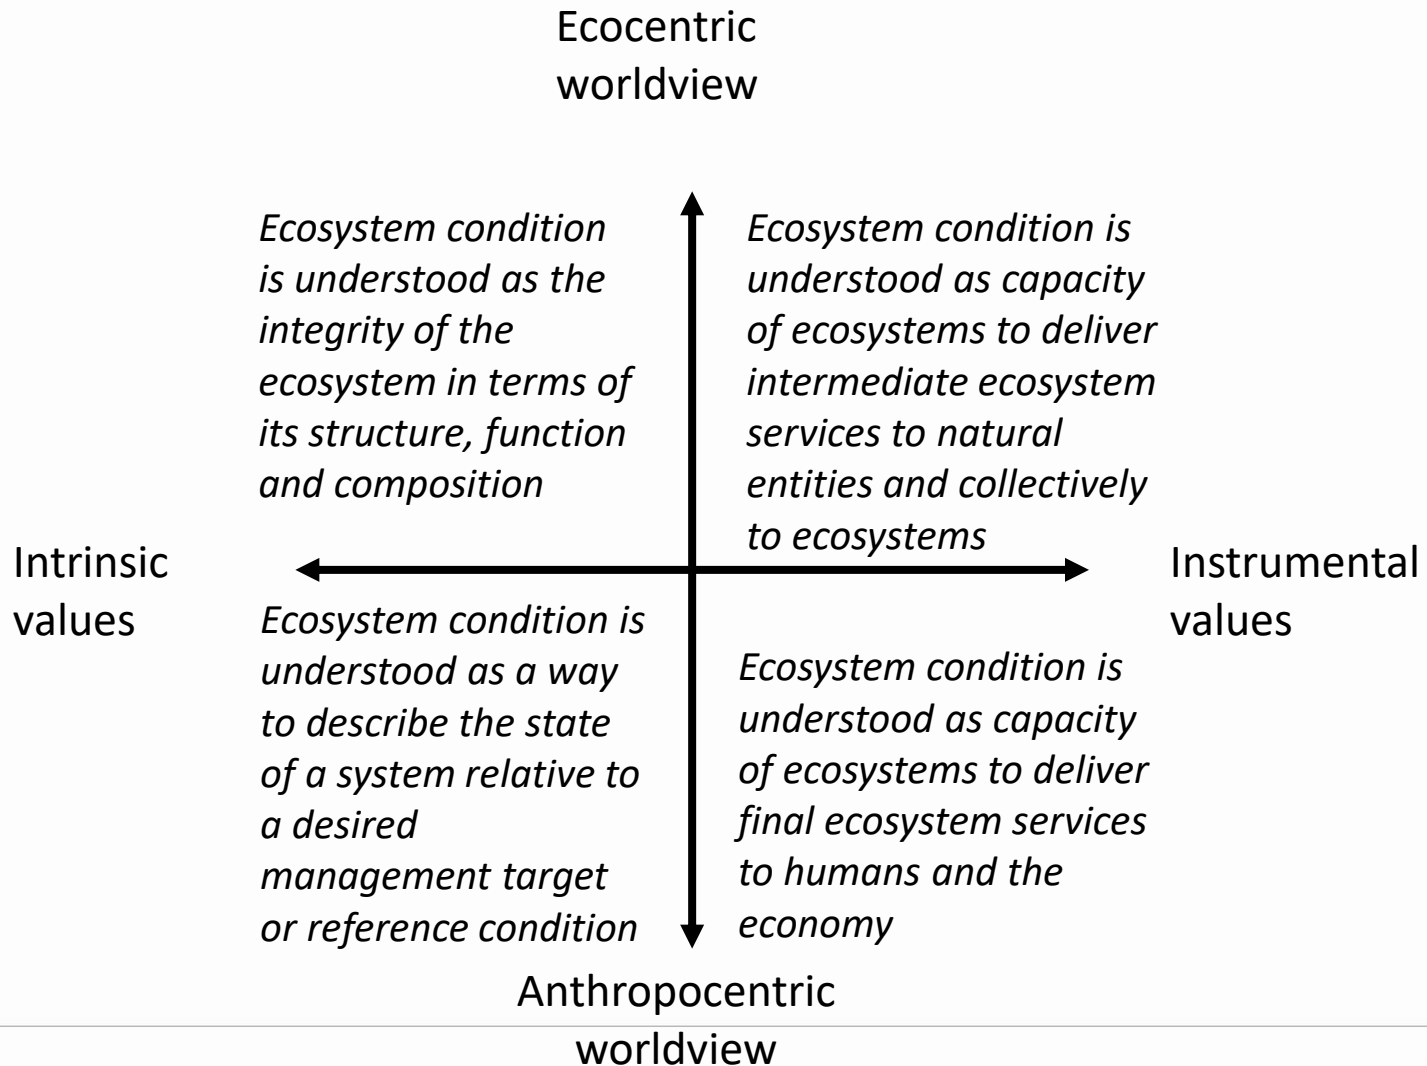 Ecocentric
worldview
Ecosystem condition
is understood as the
integrity of the
ecosystem in terms of
its structure, function
and composition
Ecosystem condition is
understood as capacity
of ecosystems to deliver
intermediate ecosystem
services to natural
entities and collectively
to ecosystems
Intrinsic
values
Instrumental
values
Ecosystem condition is
understood as a way
to describe the state
of a system relative to
a desired
management target
or reference condition
Ecosystem condition is
understood as capacity
of ecosystems to deliver
final ecosystem services
to humans and the
economy
Anthropocentric
worldview